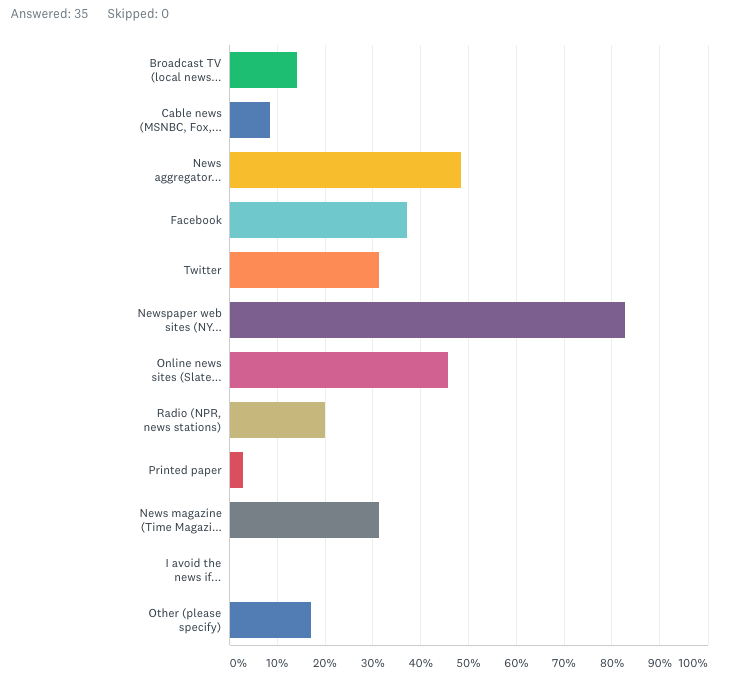 Answered: 35 Skipped: 0
Broadcast TV
(local news...
Cable news
(MSNBC, Fox,...
News
aggregator...
Facebook
Twitter
Newspaper web
sites (NY...
Online news
sites (Slate...
Radio (NPR,
news stations)
Printed paper
News magazine
(Time Magazi...
I avoid the
news if...
Other (please
specify)
0% 10% 20% 30% 40% 50% 60% 70% 80% 90% 100%